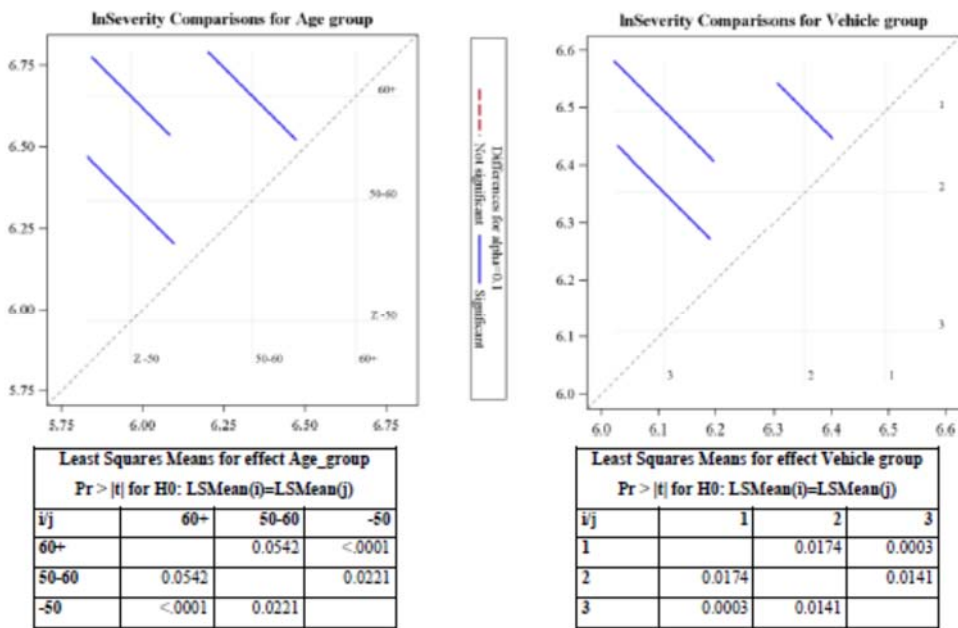 InSeverity Comparisons for Age group
6.75
6.50
6.25
6.00
5.75
60+
50-60
Z -50
Z -50
50-60
60+
5.75
6.00
6.25
6.50
6.75
Differences for alpha=0.1
Not significant
Significant
InSeverity Comparisons for Vehicle group
6.6
6.5
6.4
6.3
6.2
6.1
6.0
1
2
3
3
2
1
6.0
6.1
6.2
6.3
6.4
6.5
6.6
Least Squares Means for effect Age_group
Pr > |t| for H0: LSMean(i)=LSMean(j)
i/j 60+ 50-60 -50
60+ 0.0542 <.0001
50-60 0.0542 0.0221
-50 <.0001 0.0221
Least Squares Means for effect Vehicle group
Pr > |t| for H0: LSMean(i)=LSMean(j)
i/j 1 2 3
1 0.0174 0.0003
2 0.0174 0.0141
3 0.0003 0.0141